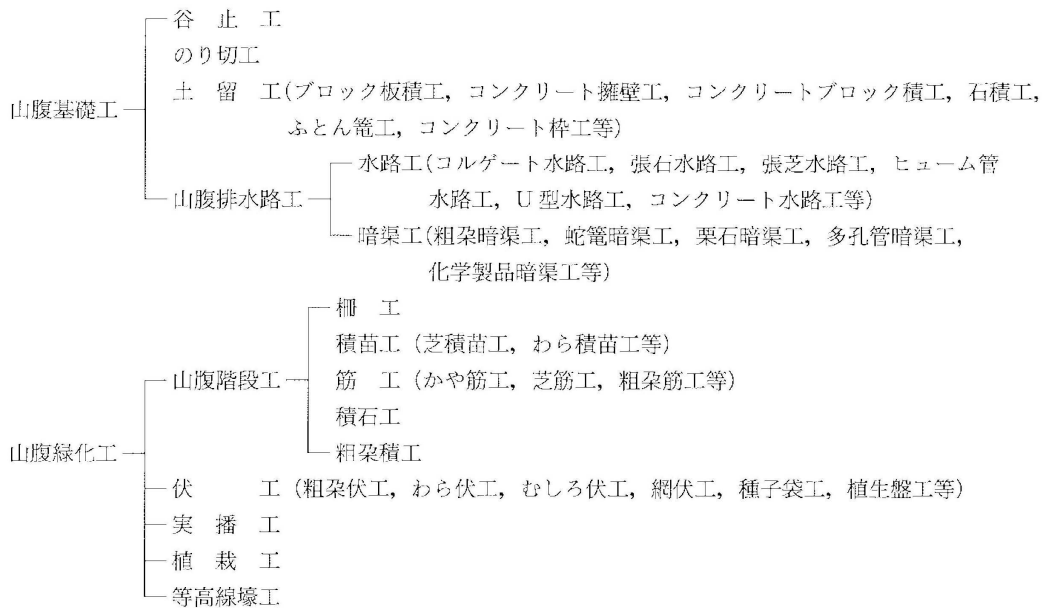 谷止工
のり切工
土留工(ブロック板積工, コンクリート擁壁工, コンクリートブロック積工, 石積工,
山腹基礎工
ふとん篭工, コンクリート枠工等)
水路工(コルゲート水路工, 張石水路工, 張芝水路工, ヒューム管
山腹排水路工
水路工, U型水路工, コンクリート水路工等)
暗渠工(粗朶暗渠工, 蛇篭暗渠工, 栗石暗渠工, 多孔管暗渠工,
化学製品暗渠工等)
柵工
積苗工(芝積苗工, わら積苗工等)
山腹階段工
筋工(かや筋工, 芝筋工, 粗朶筋工等)
積石工
山腹緑化工
粗朶積工
伏工(粗朶伏工, わら伏工, むしろ伏工, 網伏工, 種子袋工, 植生盤工等)
実播工
植栽工
等高線壕工